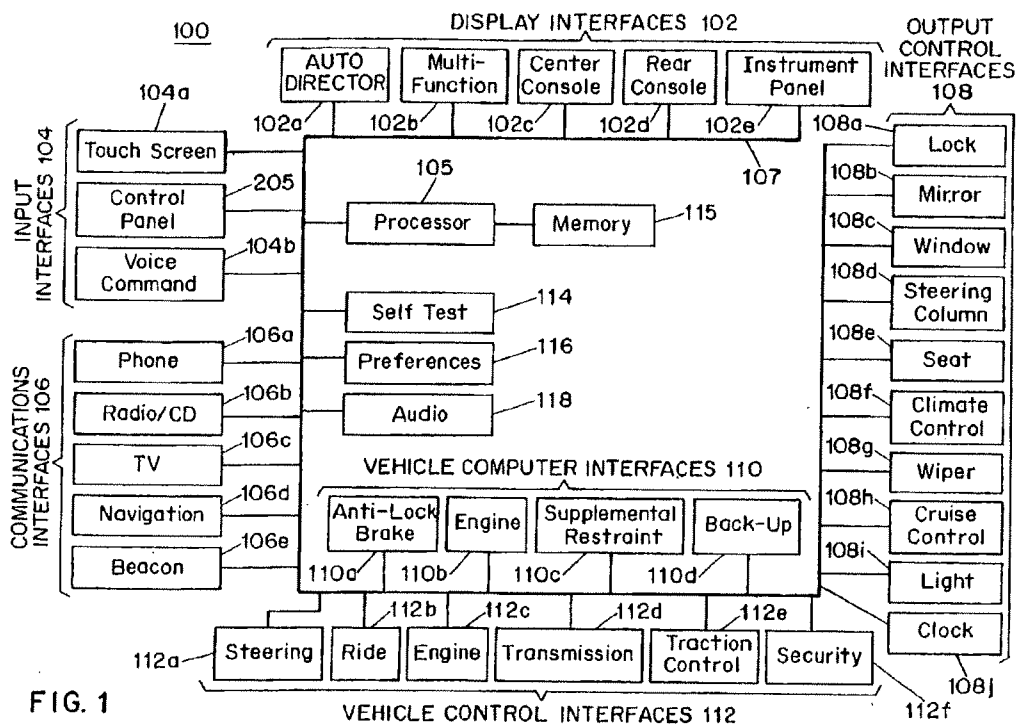 100
DISPLAY INTERFACES 102
AUTO DIRECTOR
Multi-Function
Center Console
Rear Console
Instrument Panel
102a
102b
102c
102d
102e
107
OUTPUT CONTROL INTERFACES 108
108a
Lock
108b
Mirror
108c
Window
108d
Steering Column
108e
Seat
108f
Climate Control
108g
Wiper
108h
Cruise Control
108i
Light
Clock
108j
INPUT INTERFACES 104
104a
Touch Screen
Control Panel
205
Voice Command
104b
COMMUNICATIONS INTERFACES 106
Phone
106a
Radio/CD
106b
TV
106c
Navigation
106d
Beacon
106e
105
Processor
Memory
115
Self Test
114
Preferences
116
Audio
118
VEHICLE COMPUTER INTERFACES 110
Anti-Lock Brake
Engine
Supplemental Restraint
Back-Up
110a
110b
110c
110d
112b
112c
112d
112e
112a
Steering
Ride
Engine
Transmission
Traction Control
Security
112f
VEHICLE CONTROL INTERFACES 112
FIG. 1